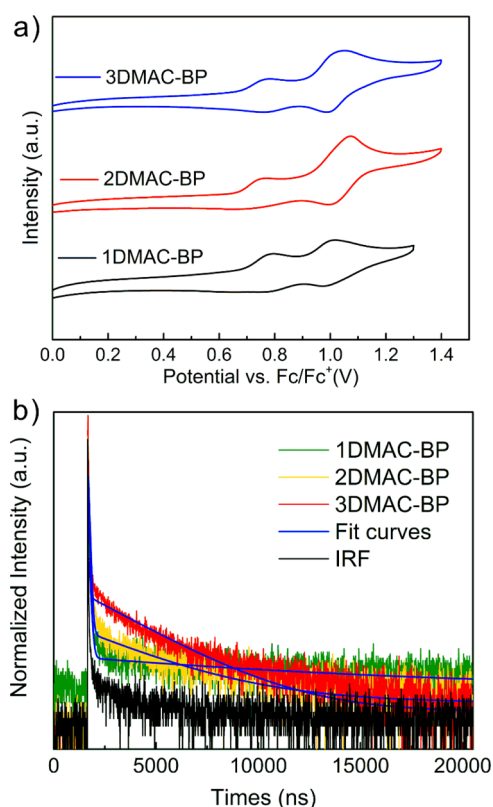 a)
Intensity (a.u.)
3DMAC-BP
2DMAC-BP
1DMAC-BP
0.0 0.2 0.4 0.6 0.8 1.0 1.2 1.4
Potential vs. Fc/Fc⁺(V)
b)
Normalized Intensity (a.u.)
1DMAC-BP
2DMAC-BP
3DMAC-BP
Fit curves
IRF
0 5000 10000 15000 20000
Times (ns)